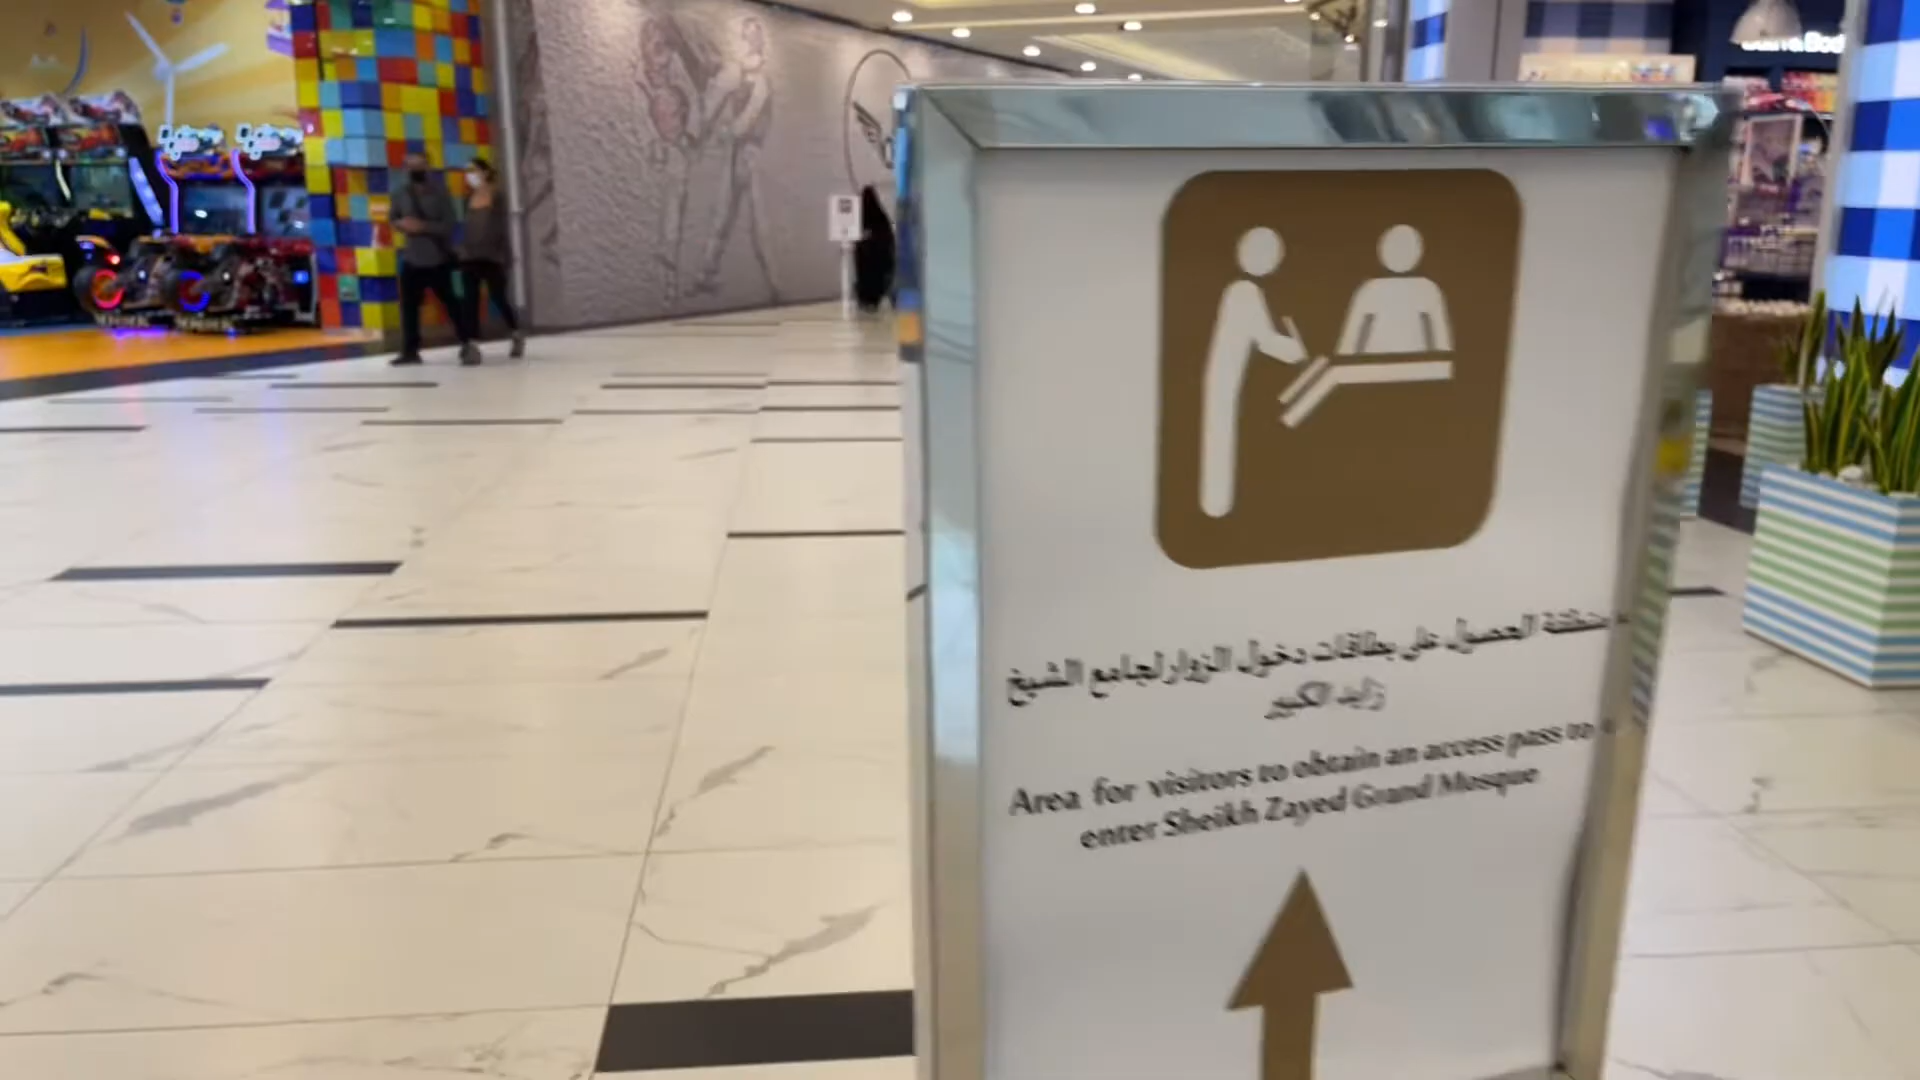 منطقة الحصول على بطاقات دخول الزوار لجامع الشيخ
زايد الكبير
Area for visitors to obtain an access pass to
enter Sheikh Zayed Grand Mosque